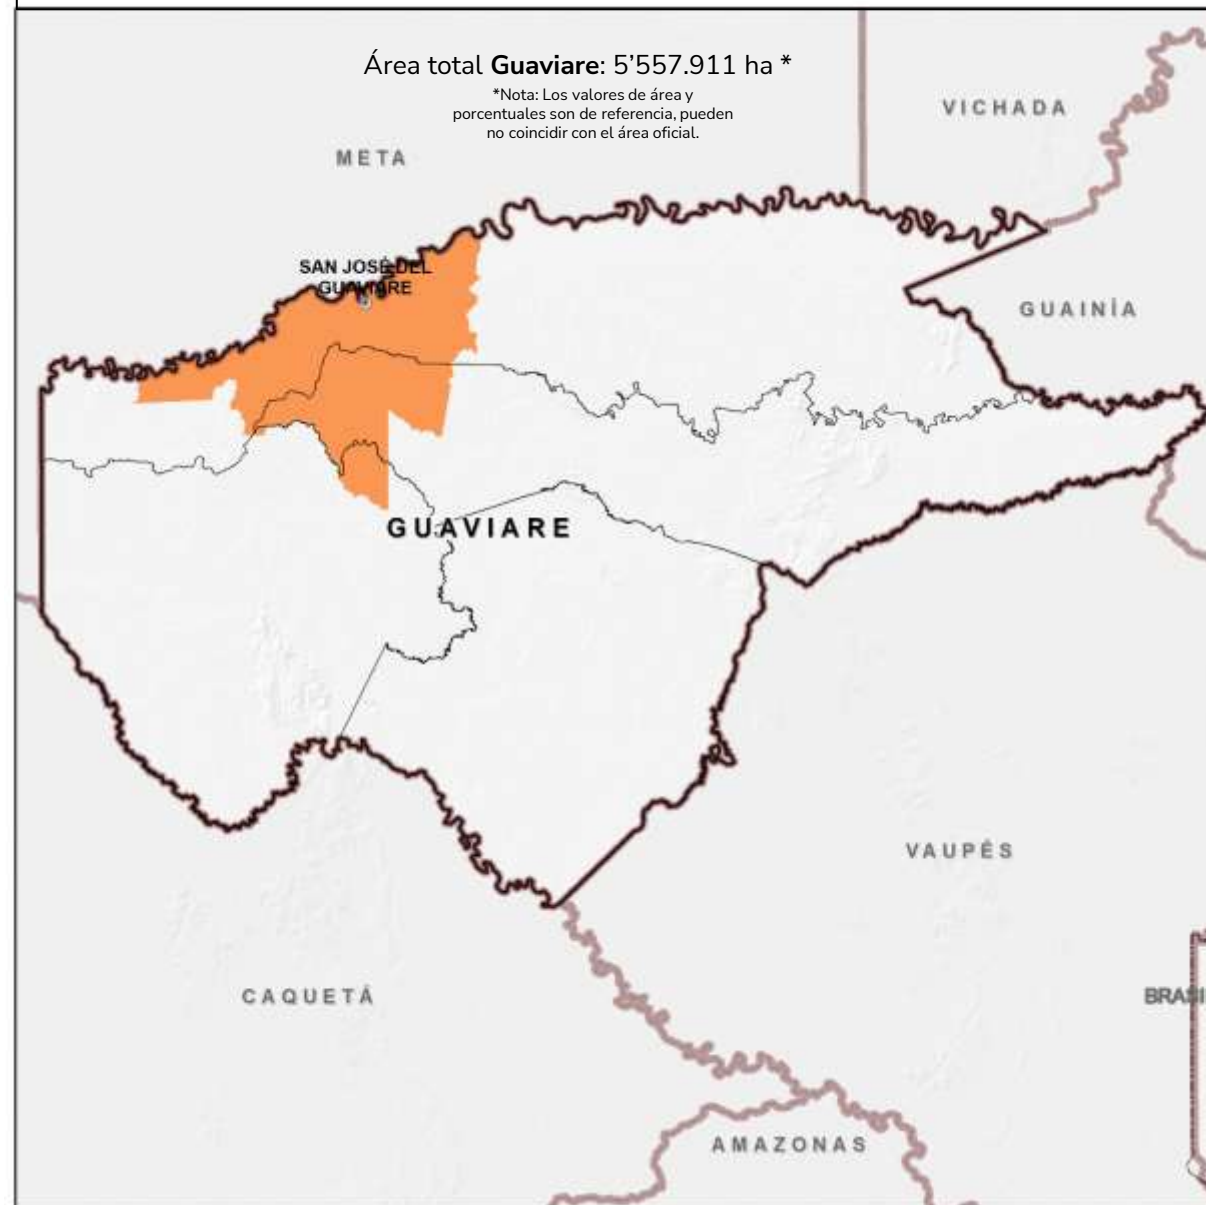 Área total Guaviare: 5’557.911 ha *
*Nota: Los valores de área y
porcentuales son de referencia, pueden
no coincidir con el área oficial.
VICHADA
META
SAN JOSÉ DEL
GUAVIARE
GUAINÍA
GUAVIARE
VAUPÉS
CAQUETÁ
BRASI
AMAZONAS